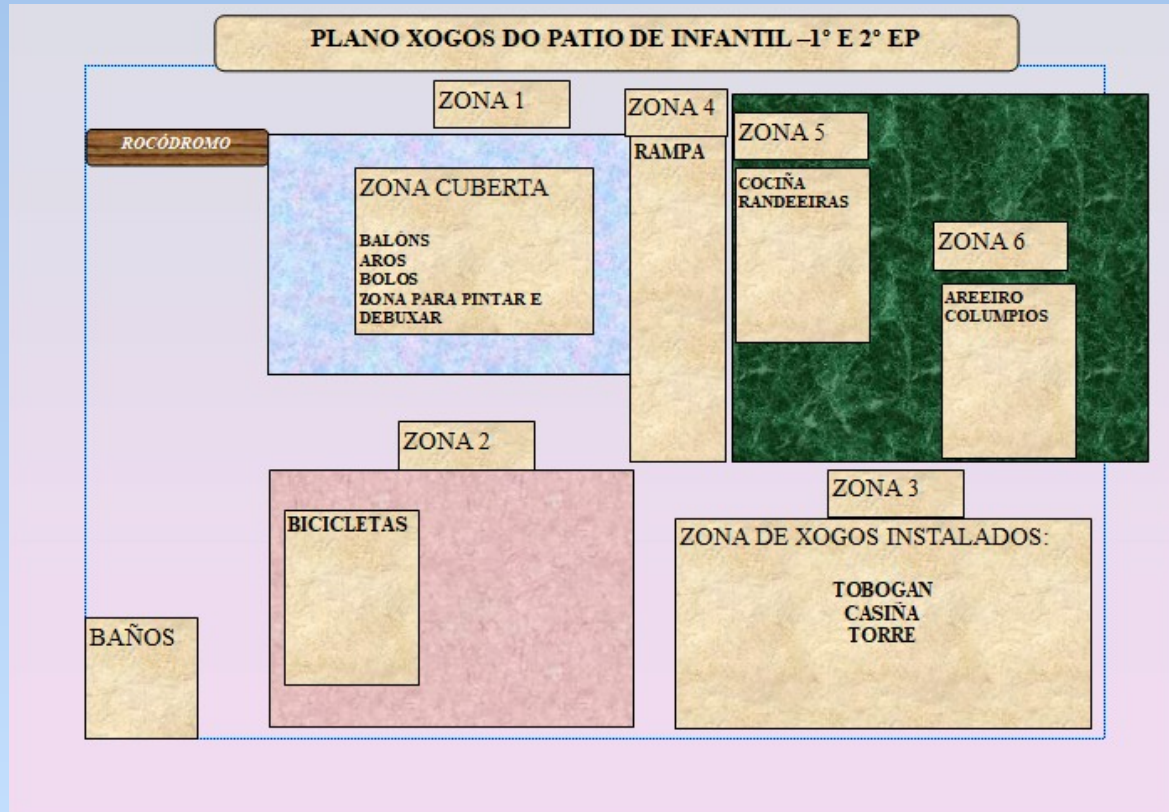 PLANO XOGOS DO PATIO DE INFANTIL –1º E 2º EP
ZONA 1
ROCÓDROMO
ZONA CUBERTA
BALÓNS
AROS
BOLOS
ZONA PARA PINTAR E
DEBUXAR
ZONA 4
RAMPA
ZONA 5
COCIÑA
RANDEEIRAS
ZONA 6
AREEIRO
COLUMPIOS
ZONA 2
BICICLETAS
ZONA 3
ZONA DE XOGOS INSTALADOS:
TOBOGAN
CASIÑA
TORRE
BAÑOS